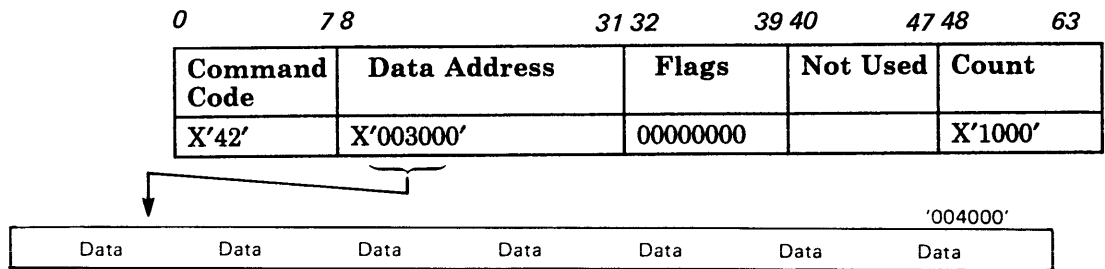 0 7 8 31 32 39 40 47 48 63
Command Code Data Address Flags Not Used Count
X'42' X'003000' 00000000 X'1000'
'004000'
Data Data Data Data Data Data Data